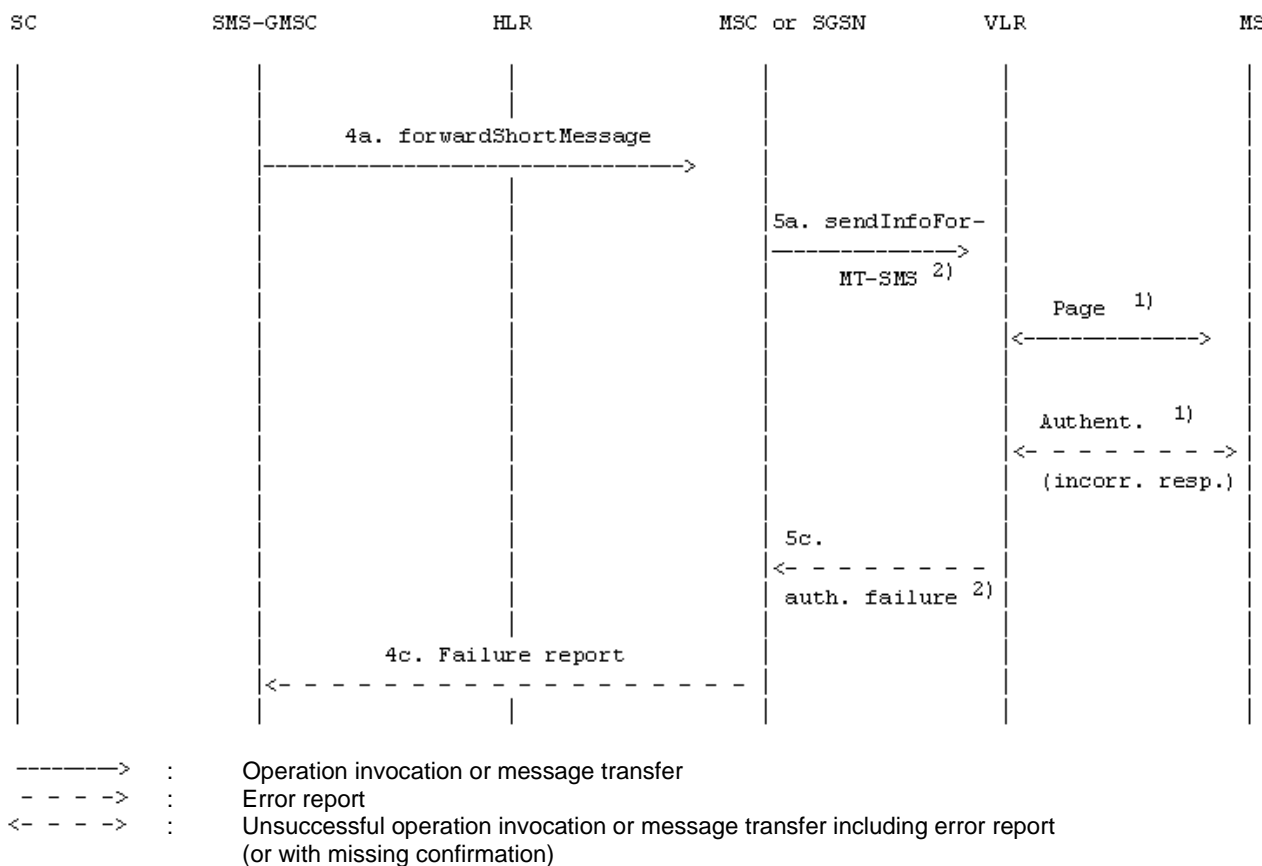 SC SMS-GMSC HLR MSC or SGSN VLR MS
4a. forwardShortMessage
5a. sendInfoFor-
MT-SMS 2)
Page 1)
Authent. 1)
(incorr. resp.)
5c.
auth. failure 2)
4c. Failure report
: Operation invocation or message transfer
: Error report
: Unsuccessful operation invocation or message transfer including error report
(or with missing confirmation)